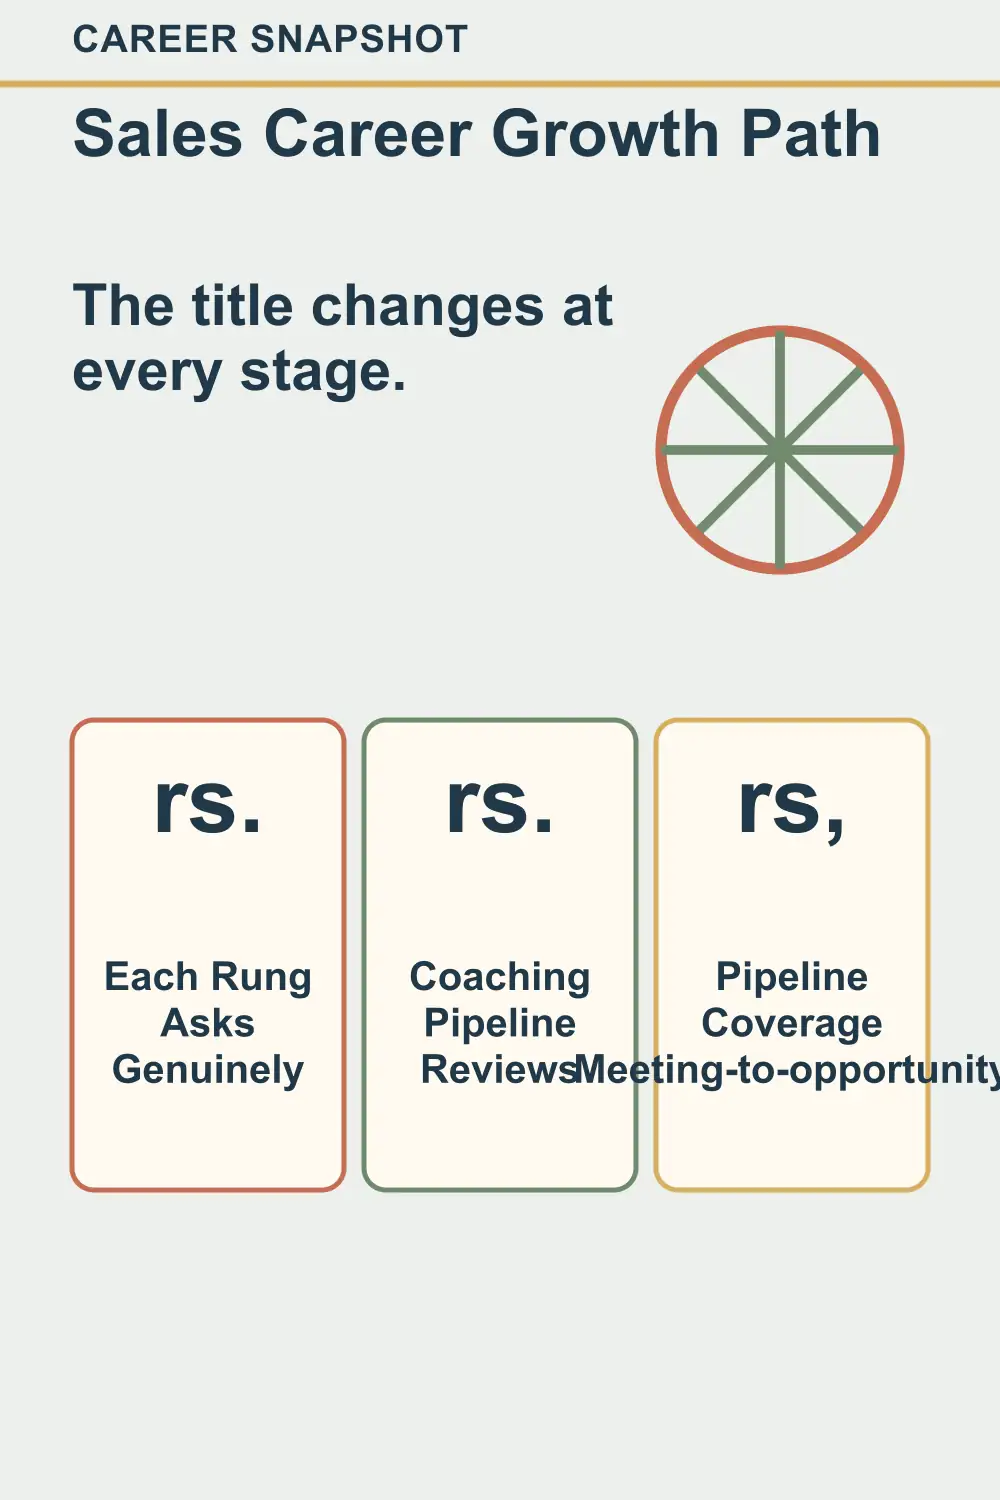 CAREER SNAPSHOT
Sales Career Growth Path
The title changes at
every stage.
rs.
Each Rung
Asks
Genuinely
rs.
Coaching
Pipeline
Reviews
rs,
Pipeline
Coverage
Meeting-to-opportunity